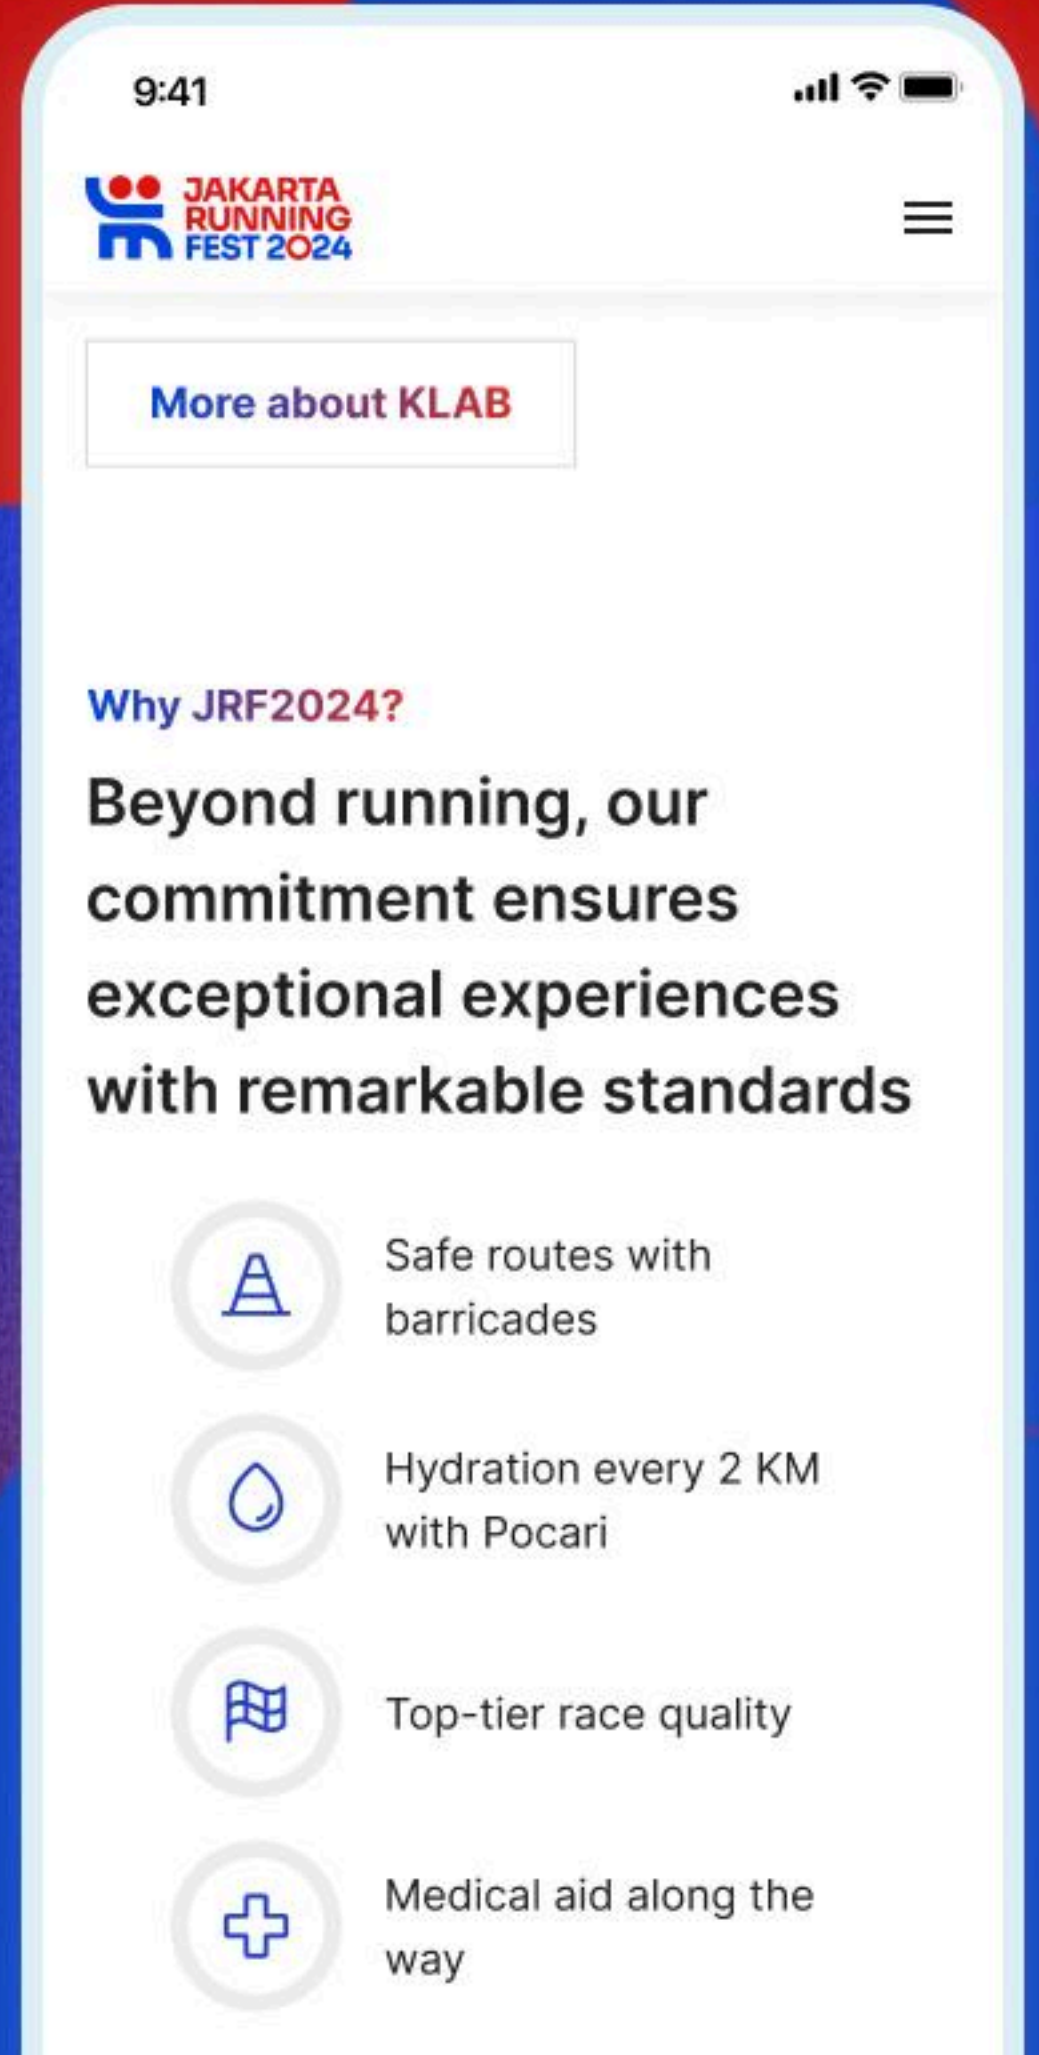 9:41
JAKARTA
RUNNING
FEST 2024
More about KLAB
Why JRF2024?
Beyond running, our
commitment ensures
exceptional experiences
with remarkable standards
Safe routes with
barricades
Hydration every 2 KM
with Pocari
Top-tier race quality
Medical aid along the
way